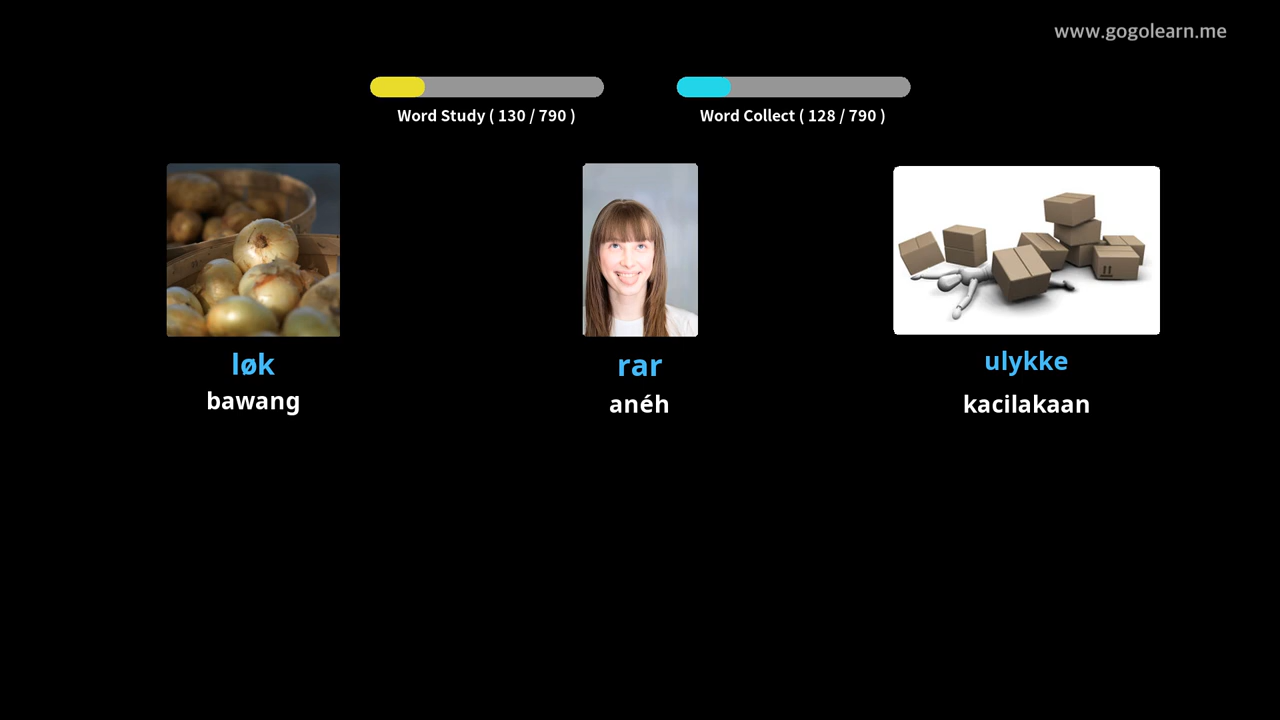 www.gogolearn.me
Word Study ( 130 / 790 )
Word Collect ( 128 / 790 )
løk
bawang
rar
anéh
ulykke
kacilakaan